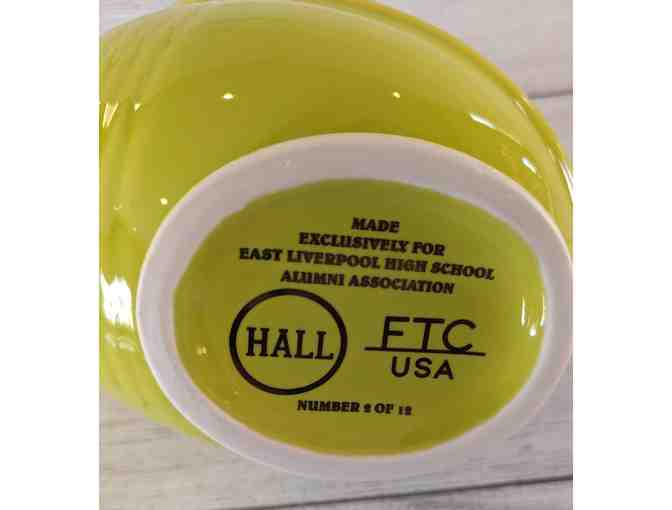 MADE
EXCLUSIVELY FOR
EAST LIVERPOOL HIGH SCHOOL
ALUMNI ASSOCIATION
HALL
FTC
USA
NUMBER 2 OF 12